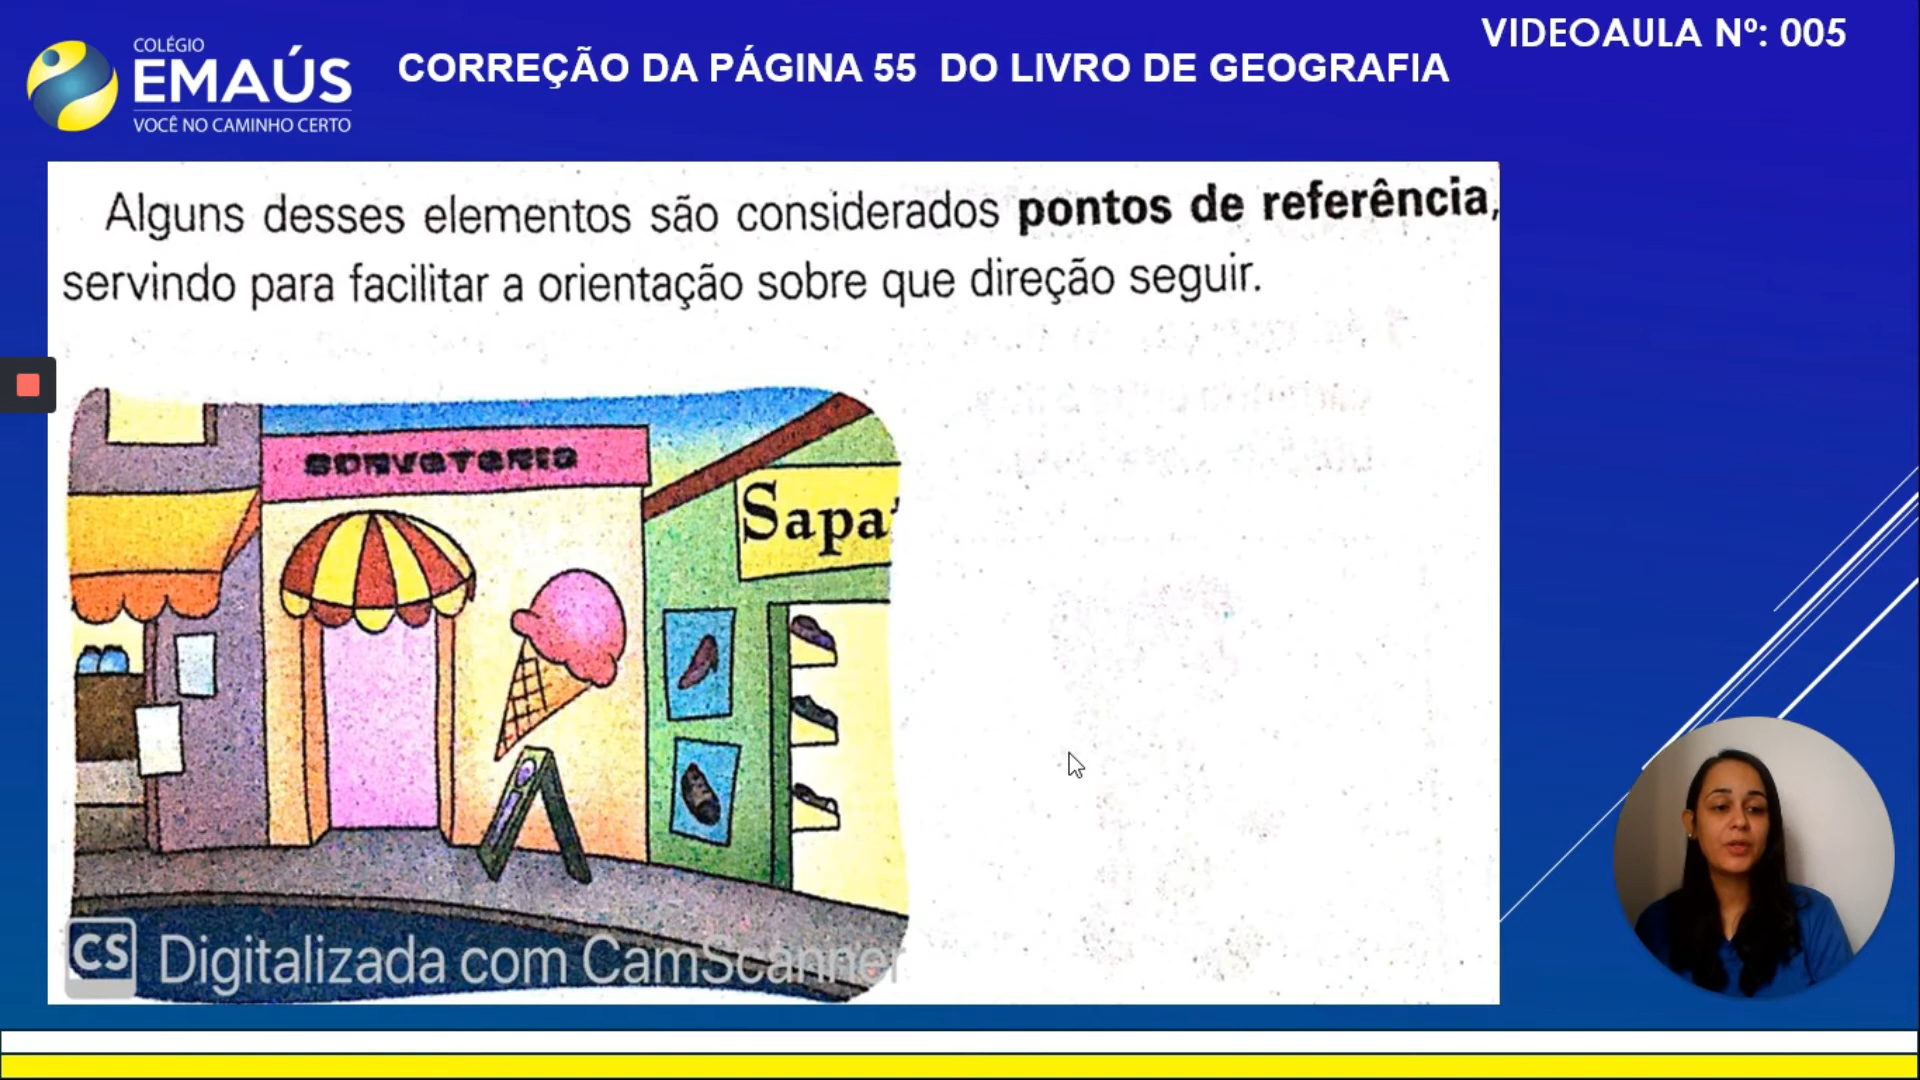 VIDEOAULA Nº: 005
COLÉGIO
EMAÚS
VOCÊ NO CAMINHO CERTO
CORREÇÃO DA PÁGINA 55 DO LIVRO DE GEOGRAFIA
Alguns desses elementos são considerados pontos de referência,
servindo para facilitar a orientação sobre que direção seguir.
SORVETERIA
Sapat
CS Digitalizada com CamScanner